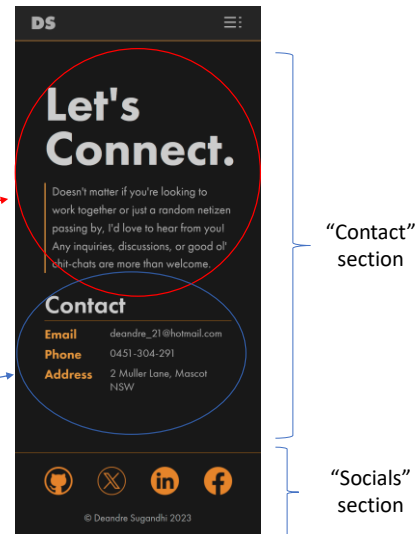 DS
Let's
Connect.
Doesn't matter if you're looking to
work together or just a random netizen
passing by, I'd love to hear from you!
Any inquiries, discussions, or good ol'
chit-chats are more than welcome.
Contact
Email deandre_21@hotmail.com
Phone 0451-304-291
Address 2 Muller Lane, Mascot
NSW
© Deandre Sugandhi 2023
“Contact”
section
“Socials”
section